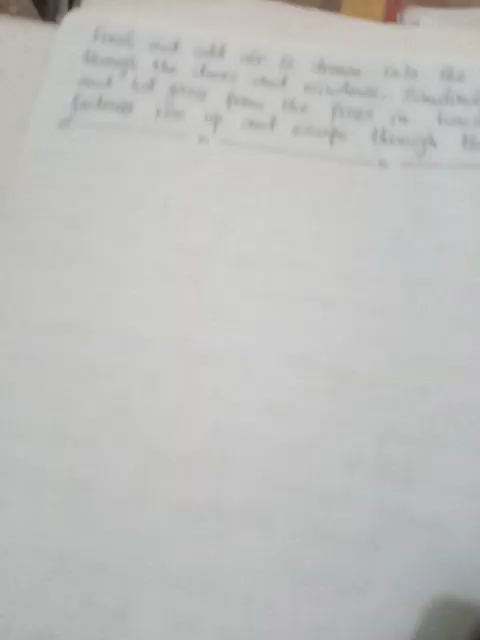 Fresh and cold air is drawn into the
through the doors and windows. Similarly
and hot gases from the fires in
rise up and escape through the